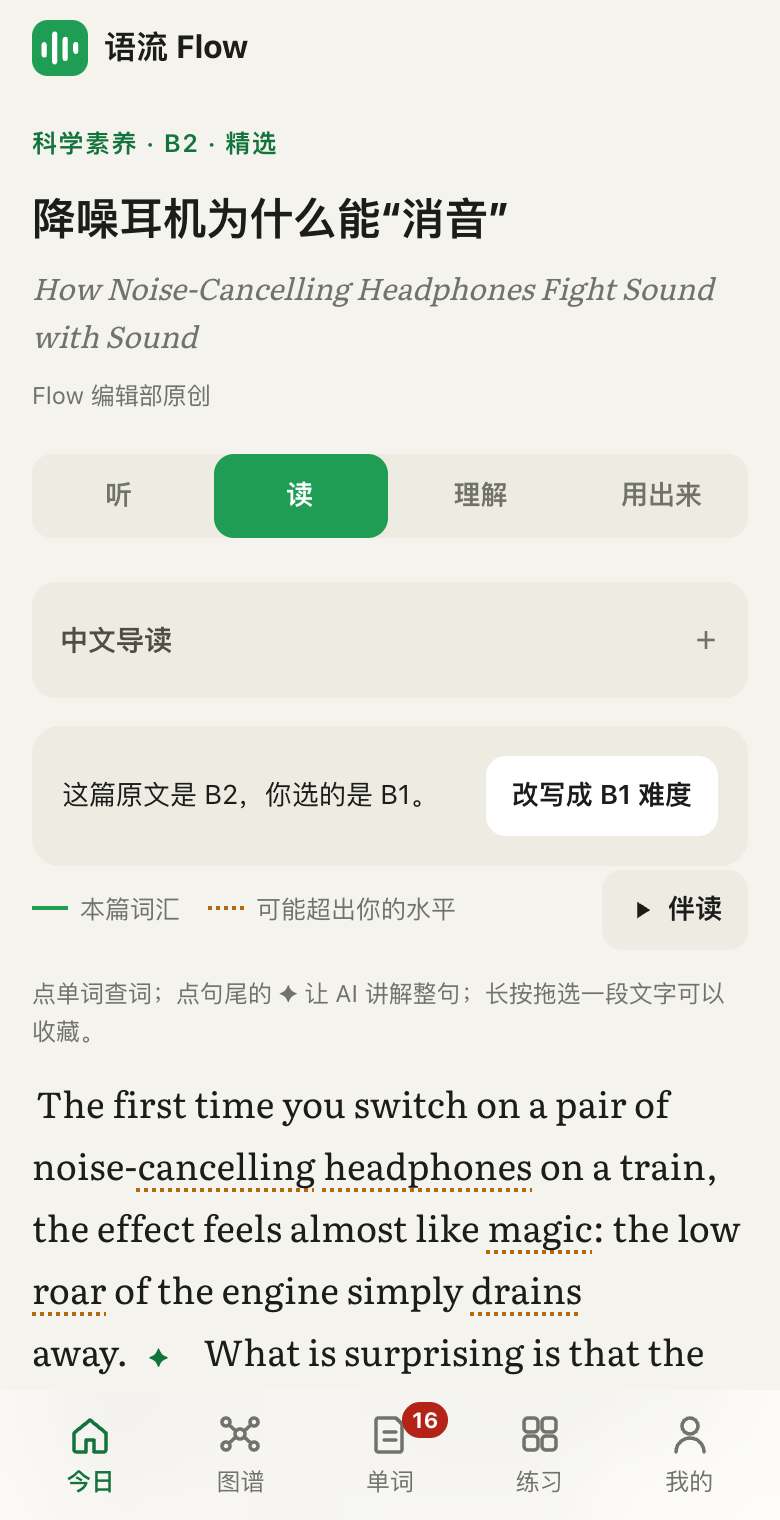 语流 Flow
科学素养 · B2 · 精选
降噪耳机为什么能“消音”
How Noise-Cancelling Headphones Fight Sound
with Sound
Flow 编辑部原创
听 读 理解 用出来
中文导读 +
这篇原文是 B2，你选的是 B1。 改写成 B1 难度
本篇词汇 可能超出你的水平 伴读
点单词查词；点句尾的 ✦ 让 AI 讲解整句；长按拖选一段文字可以
收藏。
The first time you switch on a pair of
noise-cancelling headphones on a train,
the effect feels almost like magic: the low
roar of the engine simply drains
away. ✦ What is surprising is that the
16
今日 图谱 单词 练习 我的